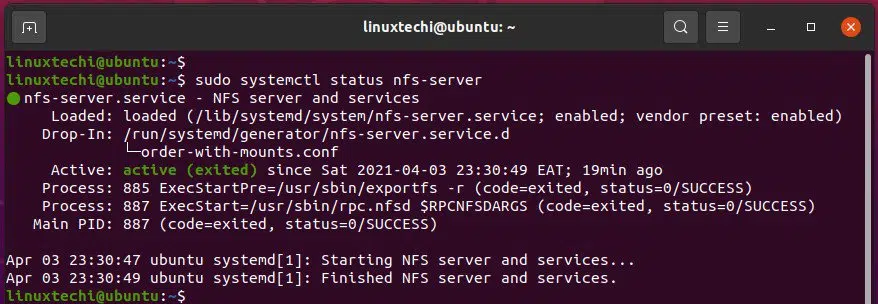 linuxtechi@ubuntu: ~
linuxtechi@ubuntu:~$
linuxtechi@ubuntu:~$ sudo systemctl status nfs-server
● nfs-server.service - NFS server and services
Loaded: loaded (/lib/systemd/system/nfs-server.service; enabled; vendor preset: enabled)
Drop-In: /run/systemd/generator/nfs-server.service.d
└─order-with-mounts.conf
Active: active (exited) since Sat 2021-04-03 23:30:49 EAT; 19min ago
Process: 885 ExecStartPre=/usr/sbin/exportfs -r (code=exited, status=0/SUCCESS)
Process: 887 ExecStart=/usr/sbin/rpc.nfsd $RPCNFSDARGS (code=exited, status=0/SUCCESS)
Main PID: 887 (code=exited, status=0/SUCCESS)
Apr 03 23:30:47 ubuntu systemd[1]: Starting NFS server and services...
Apr 03 23:30:49 ubuntu systemd[1]: Finished NFS server and services.
linuxtechi@ubuntu:~$